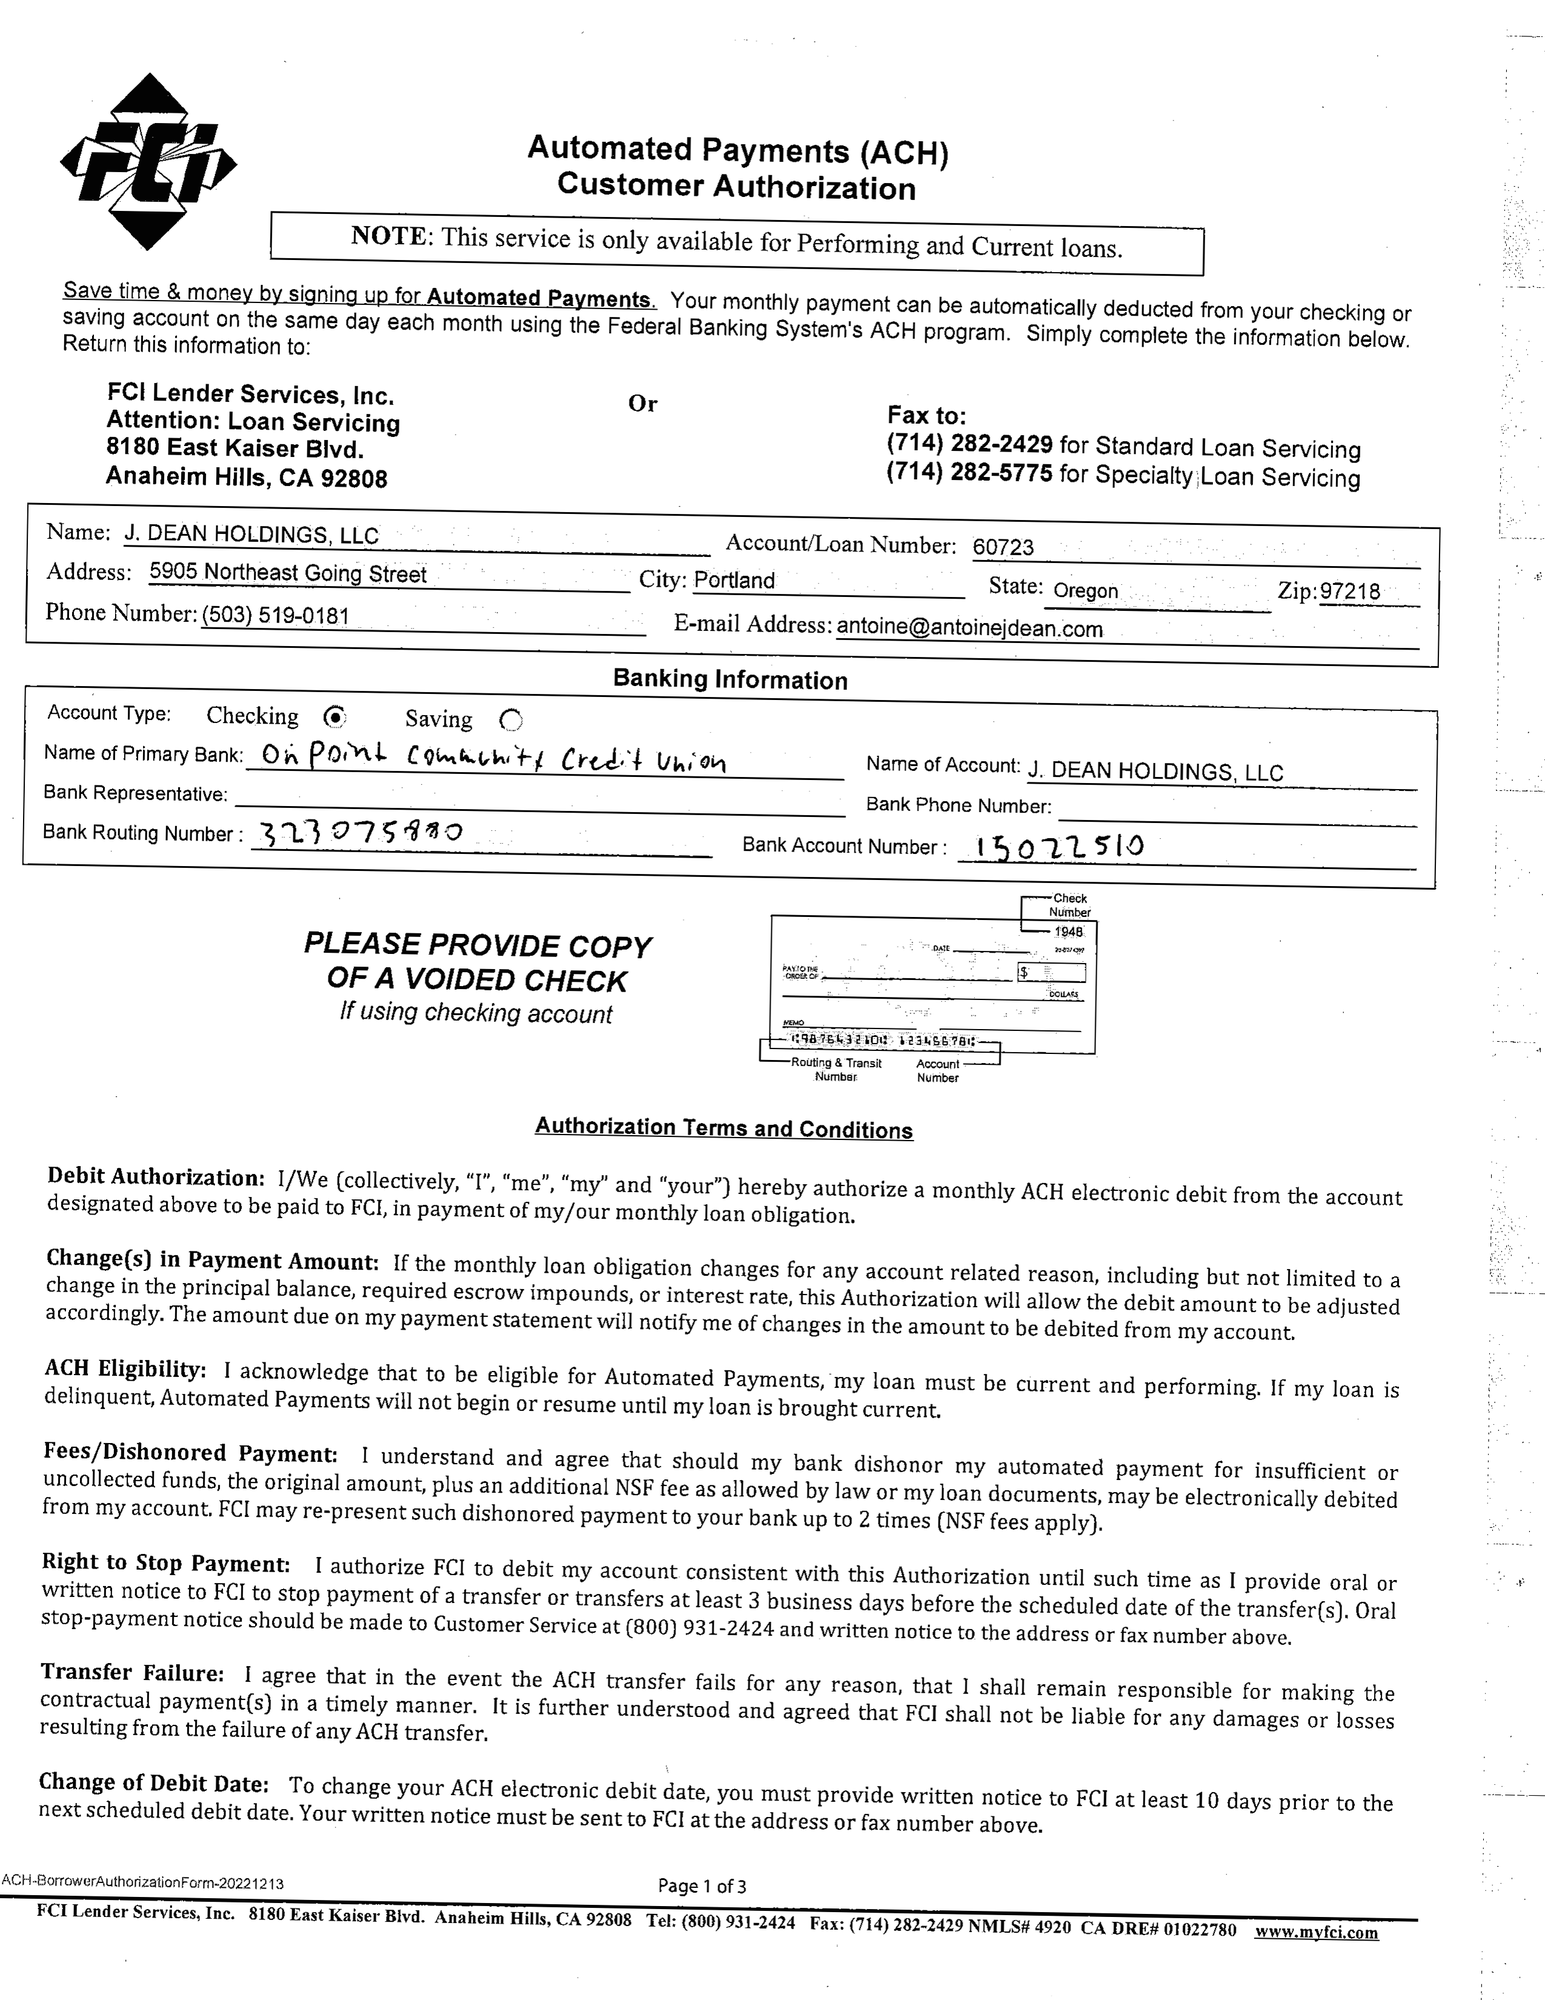 FCI
Automated Payments (ACH)
Customer Authorization
NOTE: This service is only available for Performing and Current loans.
Save time & money by signing up for Automated Payments. Your monthly payment can be automatically deducted from your checking or
saving account on the same day each month using the Federal Banking System's ACH program. Simply complete the information below.
Return this information to:
FCI Lender Services, Inc.
Attention: Loan Servicing
8180 East Kaiser Blvd.
Anaheim Hills, CA 92808
Or
Fax to:
(714) 282-2429 for Standard Loan Servicing
(714) 282-5775 for Specialty Loan Servicing
Name: J. DEAN HOLDINGS, LLC Account/Loan Number: 60723
Address: 5905 Northeast Going Street City: Portland State: Oregon Zip: 97218
Phone Number: (503) 519-0181 E-mail Address: antoine@antoinejdean.com
Banking Information
Account Type: Checking Saving
Name of Primary Bank: On Point Community Credit Union Name of Account: J. DEAN HOLDINGS, LLC
Bank Representative: Bank Phone Number:
Bank Routing Number : 323075880 Bank Account Number : 15022510
PLEASE PROVIDE COPY
OF A VOIDED CHECK
If using checking account
Check
Number
1948
DATE
PAY TO THE
ORDER OF
$
DOLLARS
MEMO
Routing & Transit
Number
Account
Number
Authorization Terms and Conditions
Debit Authorization: I/We (collectively, “I”, “me”, “my” and “your”) hereby authorize a monthly ACH electronic debit from the account
designated above to be paid to FCI, in payment of my/our monthly loan obligation.
Change(s) in Payment Amount: If the monthly loan obligation changes for any account related reason, including but not limited to a
change in the principal balance, required escrow impounds, or interest rate, this Authorization will allow the debit amount to be adjusted
accordingly. The amount due on my payment statement will notify me of changes in the amount to be debited from my account.
ACH Eligibility: I acknowledge that to be eligible for Automated Payments, my loan must be current and performing. If my loan is
delinquent, Automated Payments will not begin or resume until my loan is brought current.
Fees/Dishonored Payment: I understand and agree that should my bank dishonor my automated payment for insufficient or
uncollected funds, the original amount, plus an additional NSF fee as allowed by law or my loan documents, may be electronically debited
from my account. FCI may re-present such dishonored payment to your bank up to 2 times (NSF fees apply).
Right to Stop Payment: I authorize FCI to debit my account consistent with this Authorization until such time as I provide oral or
written notice to FCI to stop payment of a transfer or transfers at least 3 business days before the scheduled date of the transfer(s). Oral
stop-payment notice should be made to Customer Service at (800) 931-2424 and written notice to the address or fax number above.
Transfer Failure: I agree that in the event the ACH transfer fails for any reason, that I shall remain responsible for making the
contractual payment(s) in a timely manner. It is further understood and agreed that FCI shall not be liable for any damages or losses
resulting from the failure of any ACH transfer.
Change of Debit Date: To change your ACH electronic debit date, you must provide written notice to FCI at least 10 days prior to the
next scheduled debit date. Your written notice must be sent to FCI at the address or fax number above.
ACH-BorrowerAuthorizationForm-20221213
Page 1 of 3
FCI Lender Services, Inc. 8180 East Kaiser Blvd. Anaheim Hills, CA 92808 Tel: (800) 931-2424 Fax: (714) 282-2429 NMLS# 4920 CA DRE# 01022780 www.myfci.com